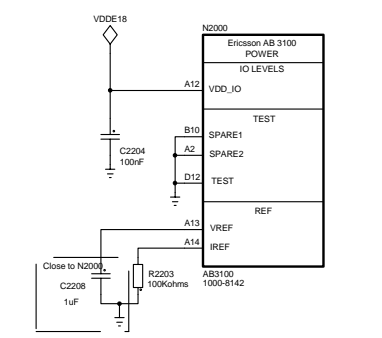 VDDE18
N2000
Ericsson AB 3100
POWER
IO LEVELS
A12
VDD_IO
TEST
B10
SPARE1
C2204
100nF
A2
SPARE2
D12
TEST
REF
A13
VREF
A14
IREF
Close to N2000
R2203
100Kohms
C2208
1uF
AB3100
1000-8142